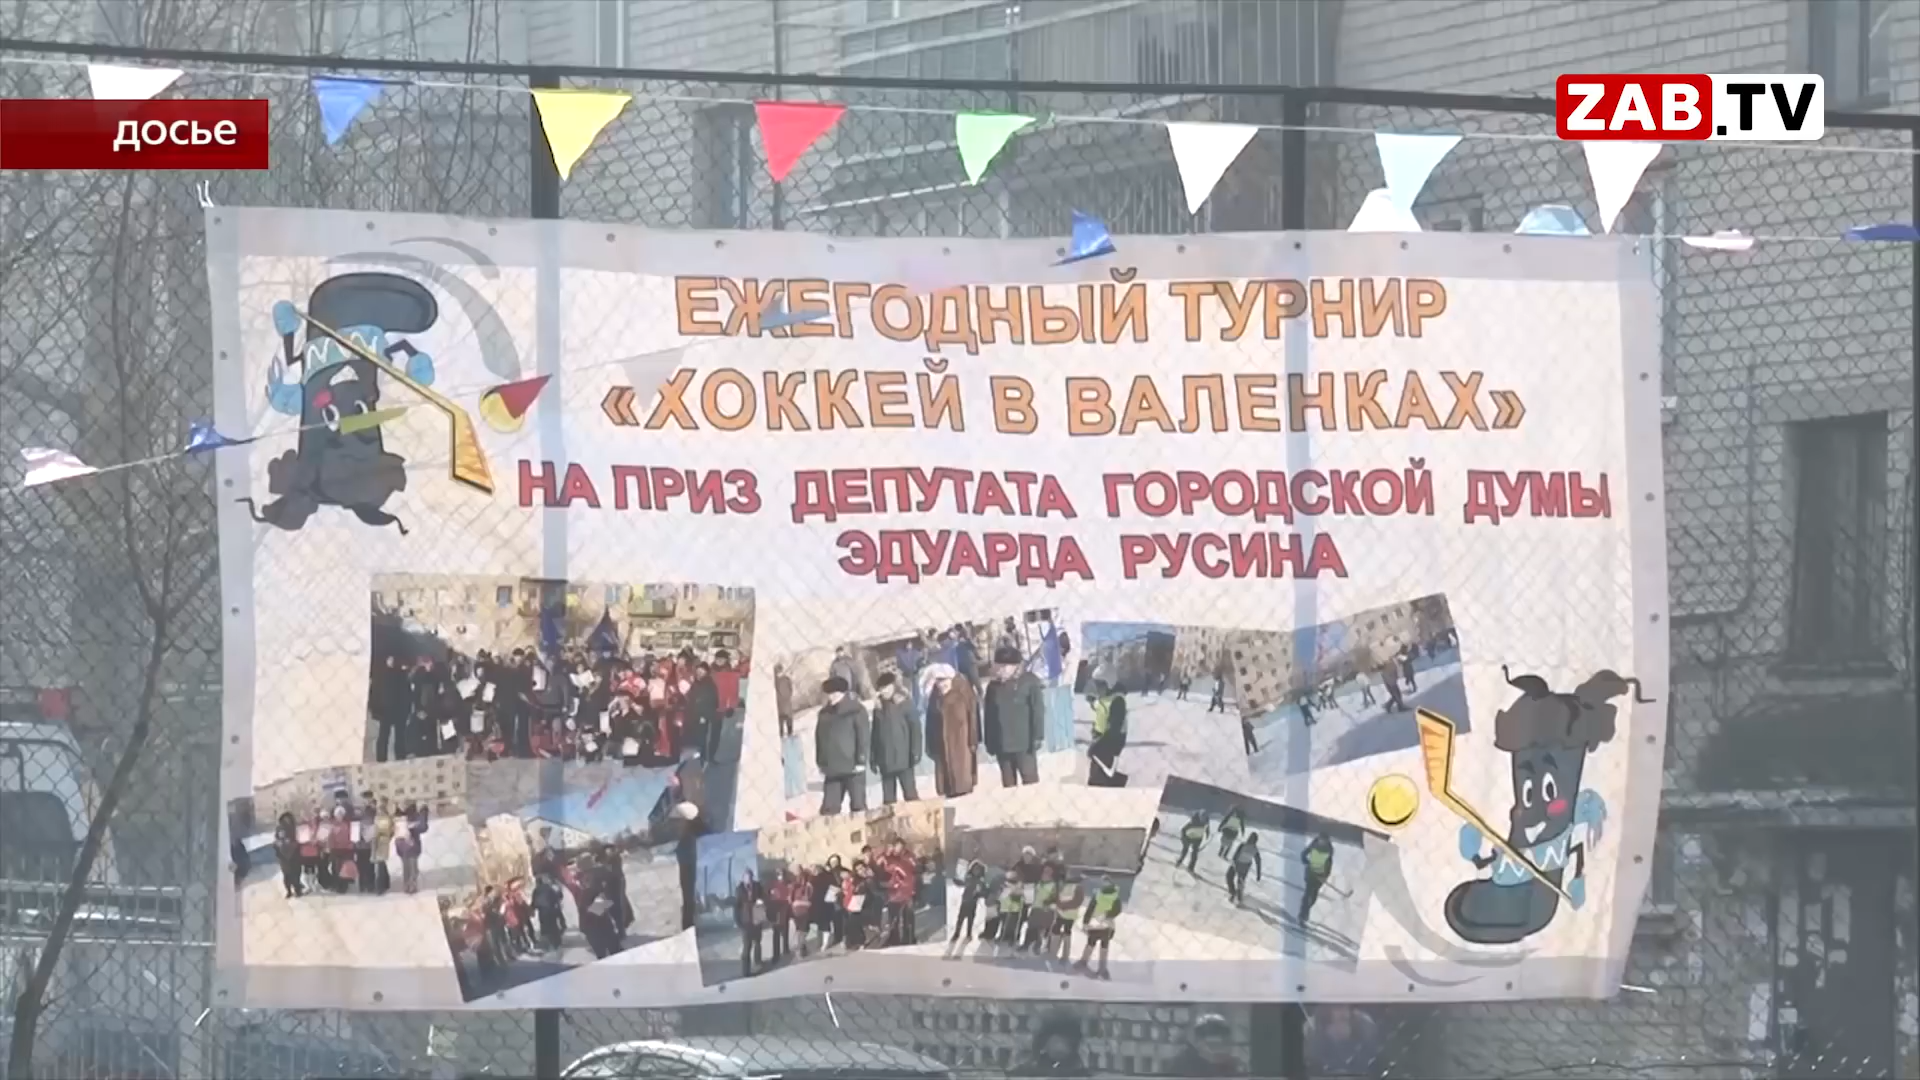 досье
ZAB.TV
ЕЖЕГОДНЫЙ ТУРНИР
«ХОККЕЙ В ВАЛЕНКАХ»
НА ПРИЗ ДЕПУТАТА ГОРОДСКОЙ ДУМЫ
ЭДУАРДА РУСИНА